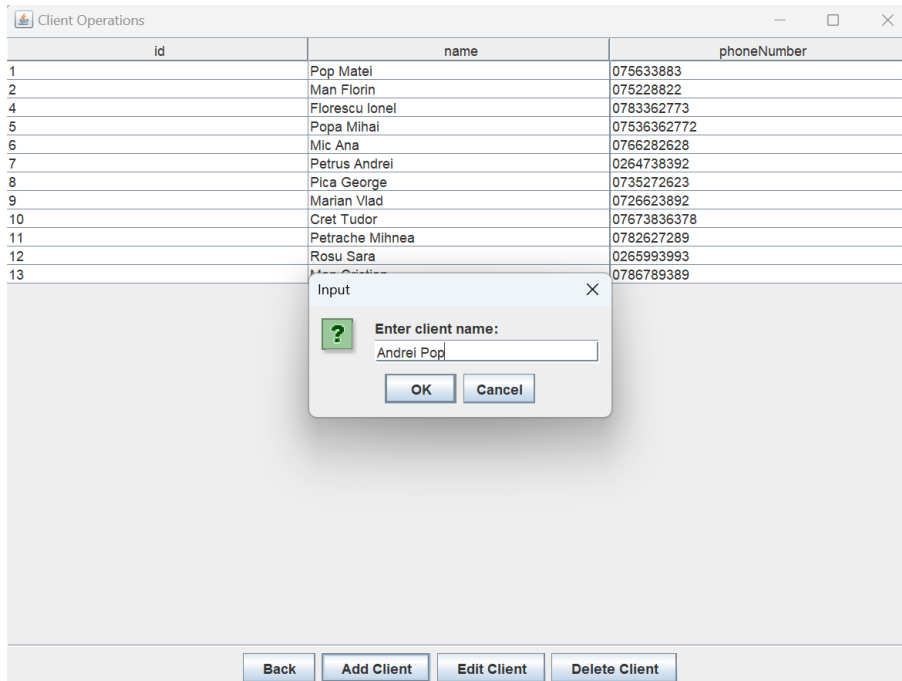 Client Operations
id name phoneNumber
1 Pop Matei 075633883
2 Man Florin 075228822
4 Florescu Ionel 0783362773
5 Popa Mihai 07536362772
6 Mic Ana 0766282628
7 Petrus Andrei 0264738392
8 Pica George 0735272623
9 Marian Vlad 0726623892
10 Cret Tudor 07673836378
11 Petrache Mihnea 0782627289
12 Rosu Sara 0265993993
13 0786789389
Input
Enter client name:
Andrei Pop
OK Cancel
Back Add Client Edit Client Delete Client